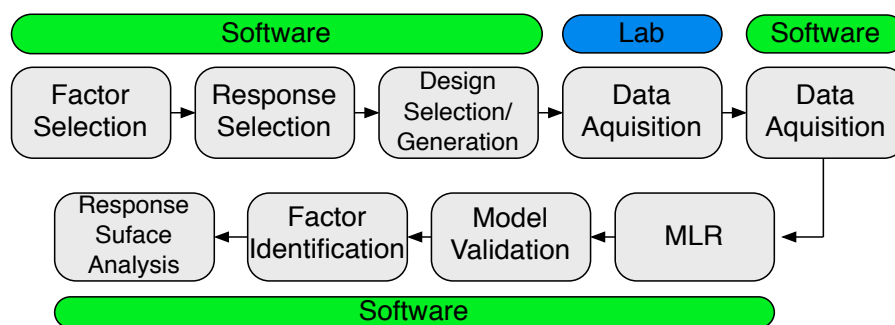 Software
Lab
Software
Factor
Selection
Response
Selection
Design
Selection/
Generation
Data
Aquisition
Data
Aquisition
Response
Suface
Analysis
Factor
Identification
Model
Validation
MLR
Software